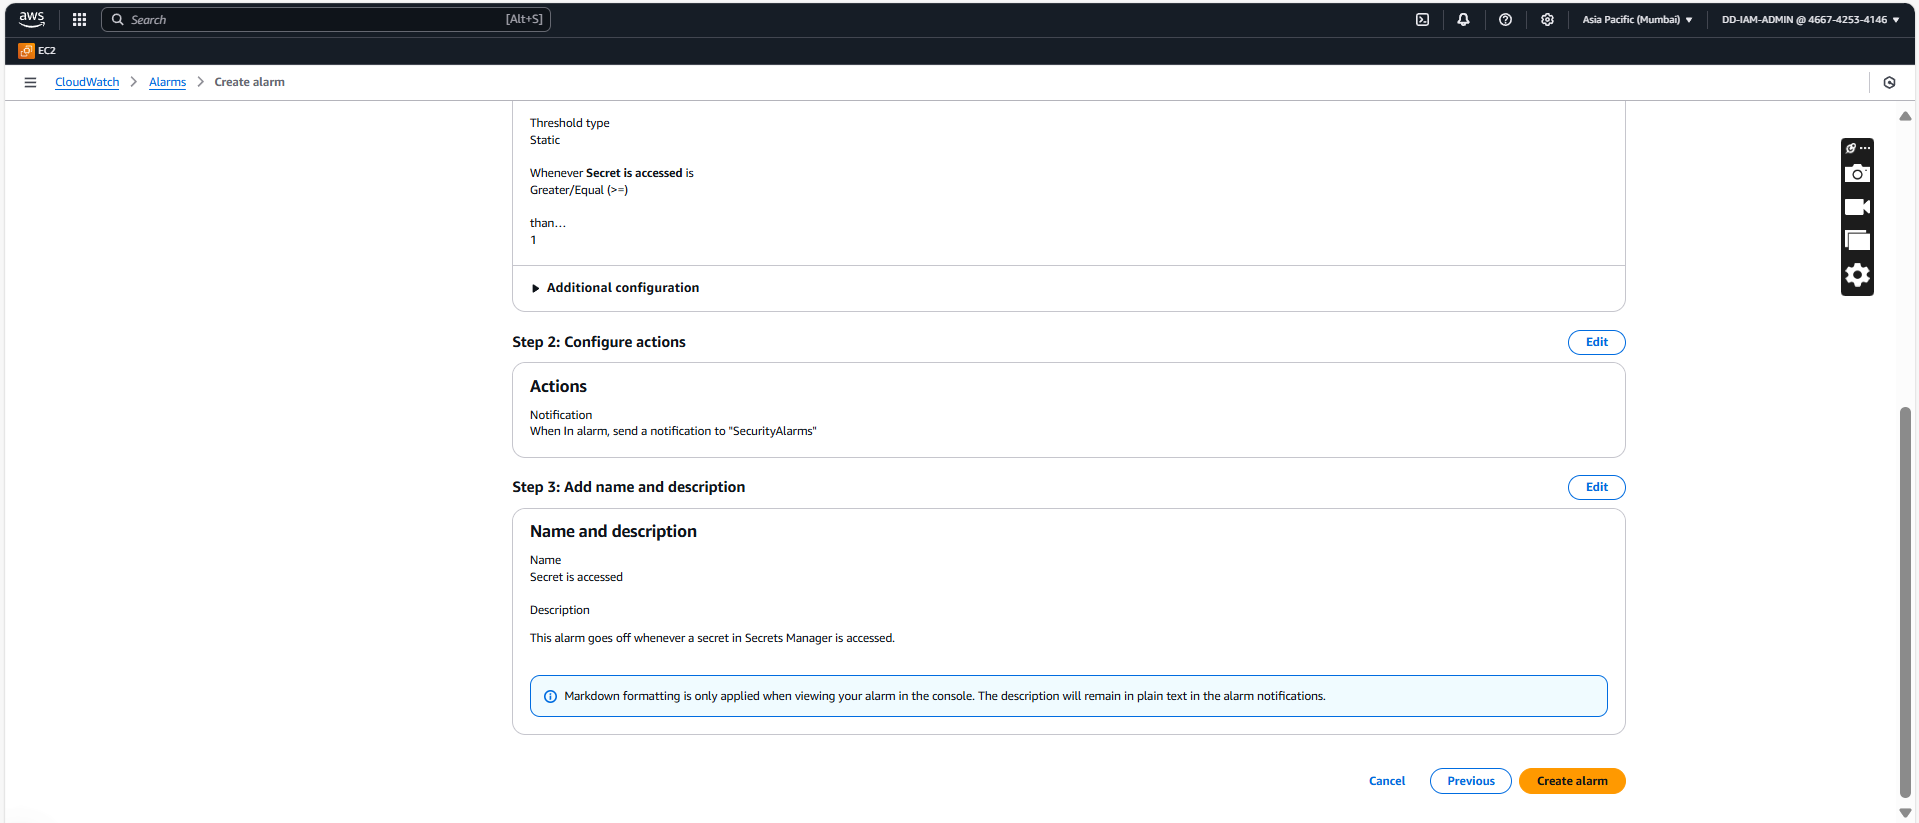 aws
Search
[Alt+S]
Asia Pacific (Mumbai)
DD-IAM-ADMIN @ 4667-4253-4146
EC2
CloudWatch
Alarms
Create alarm
Threshold type
Static
Whenever Secret is accessed is
Greater/Equal (>=)
than...
1
Additional configuration
Step 2: Configure actions
Edit
Actions
Notification
When In alarm, send a notification to "SecurityAlarms"
Step 3: Add name and description
Edit
Name and description
Name
Secret is accessed
Description
This alarm goes off whenever a secret in Secrets Manager is accessed.
Markdown formatting is only applied when viewing your alarm in the console. The description will remain in plain text in the alarm notifications.
Cancel
Previous
Create alarm